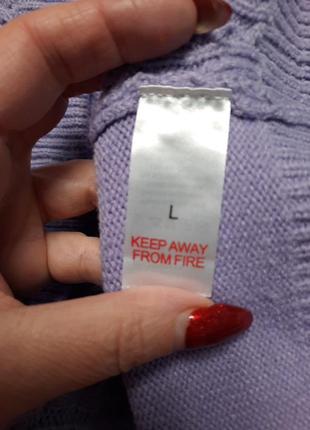 L
KEEP AWAY
FROM FIRE